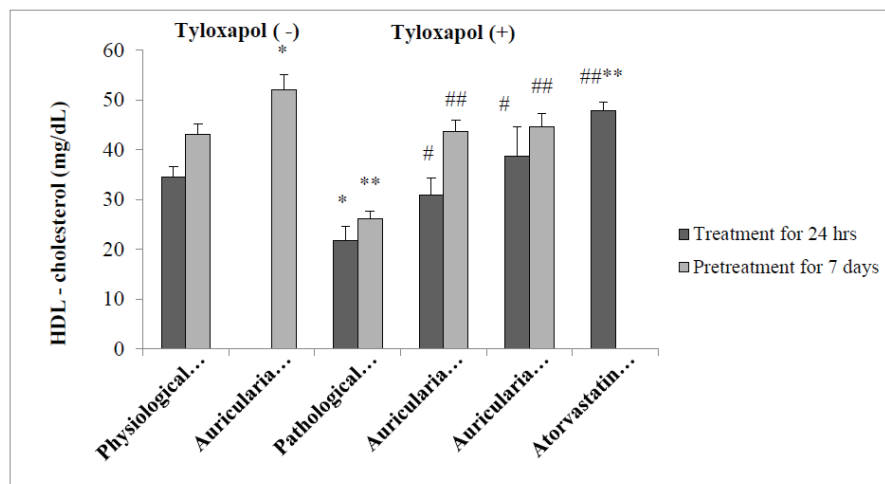 Tyloxapol ( -)
Tyloxapol (+)
HDL - cholesterol (mg/dL)
60
50
40
30
20
10
0
*
*
**
#
##
#
##
##**
Physiological…
Auricularia…
Pathological…
Auricularia…
Auricularia…
Atorvastatin…
Treatment for 24 hrs
Pretreatment for 7 days